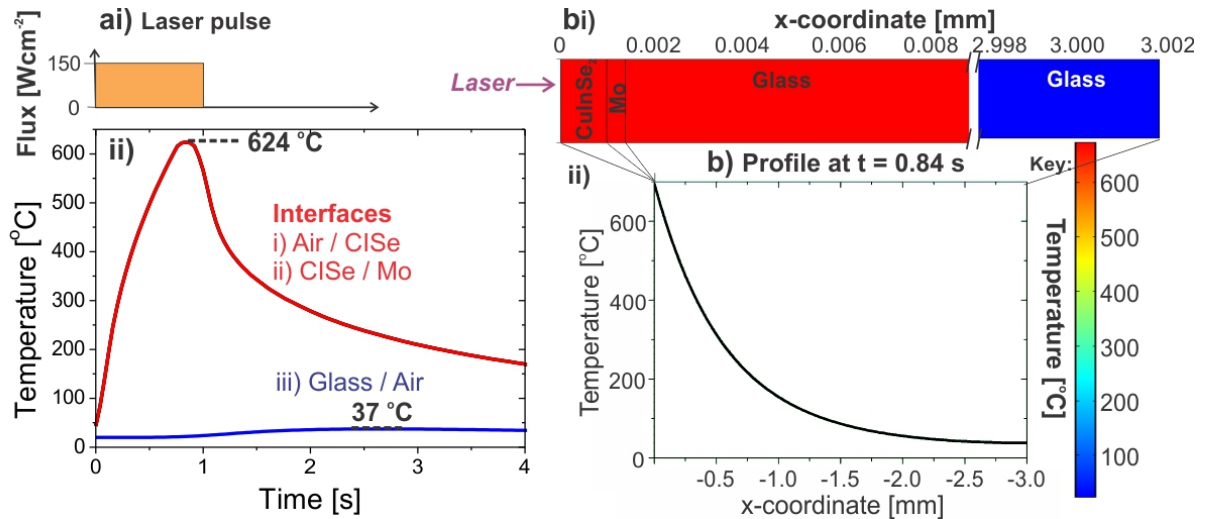 ai) Laser pulse
Flux [Wcm-2]
150
0
ii)
624 °C
Interfaces
i) Air / CISe
ii) CISe / Mo
iii) Glass / Air
37 °C
Temperature [°C]
600
500
400
300
200
100
0
0 1 2 3 4
Time [s]
bi)
x-coordinate [mm]
0 0.002 0.004 0.006 0.008 2.998 3.000 3.002
Laser
CuInSe2
Mo
Glass
Glass
b) Profile at t = 0.84 s
ii)
Temperature [°C]
600
400
200
0
-0.5 -1.0 -1.5 -2.0 -2.5 -3.0
x-coordinate [mm]
Key:
Temperature [°C]
600
500
400
300
200
100